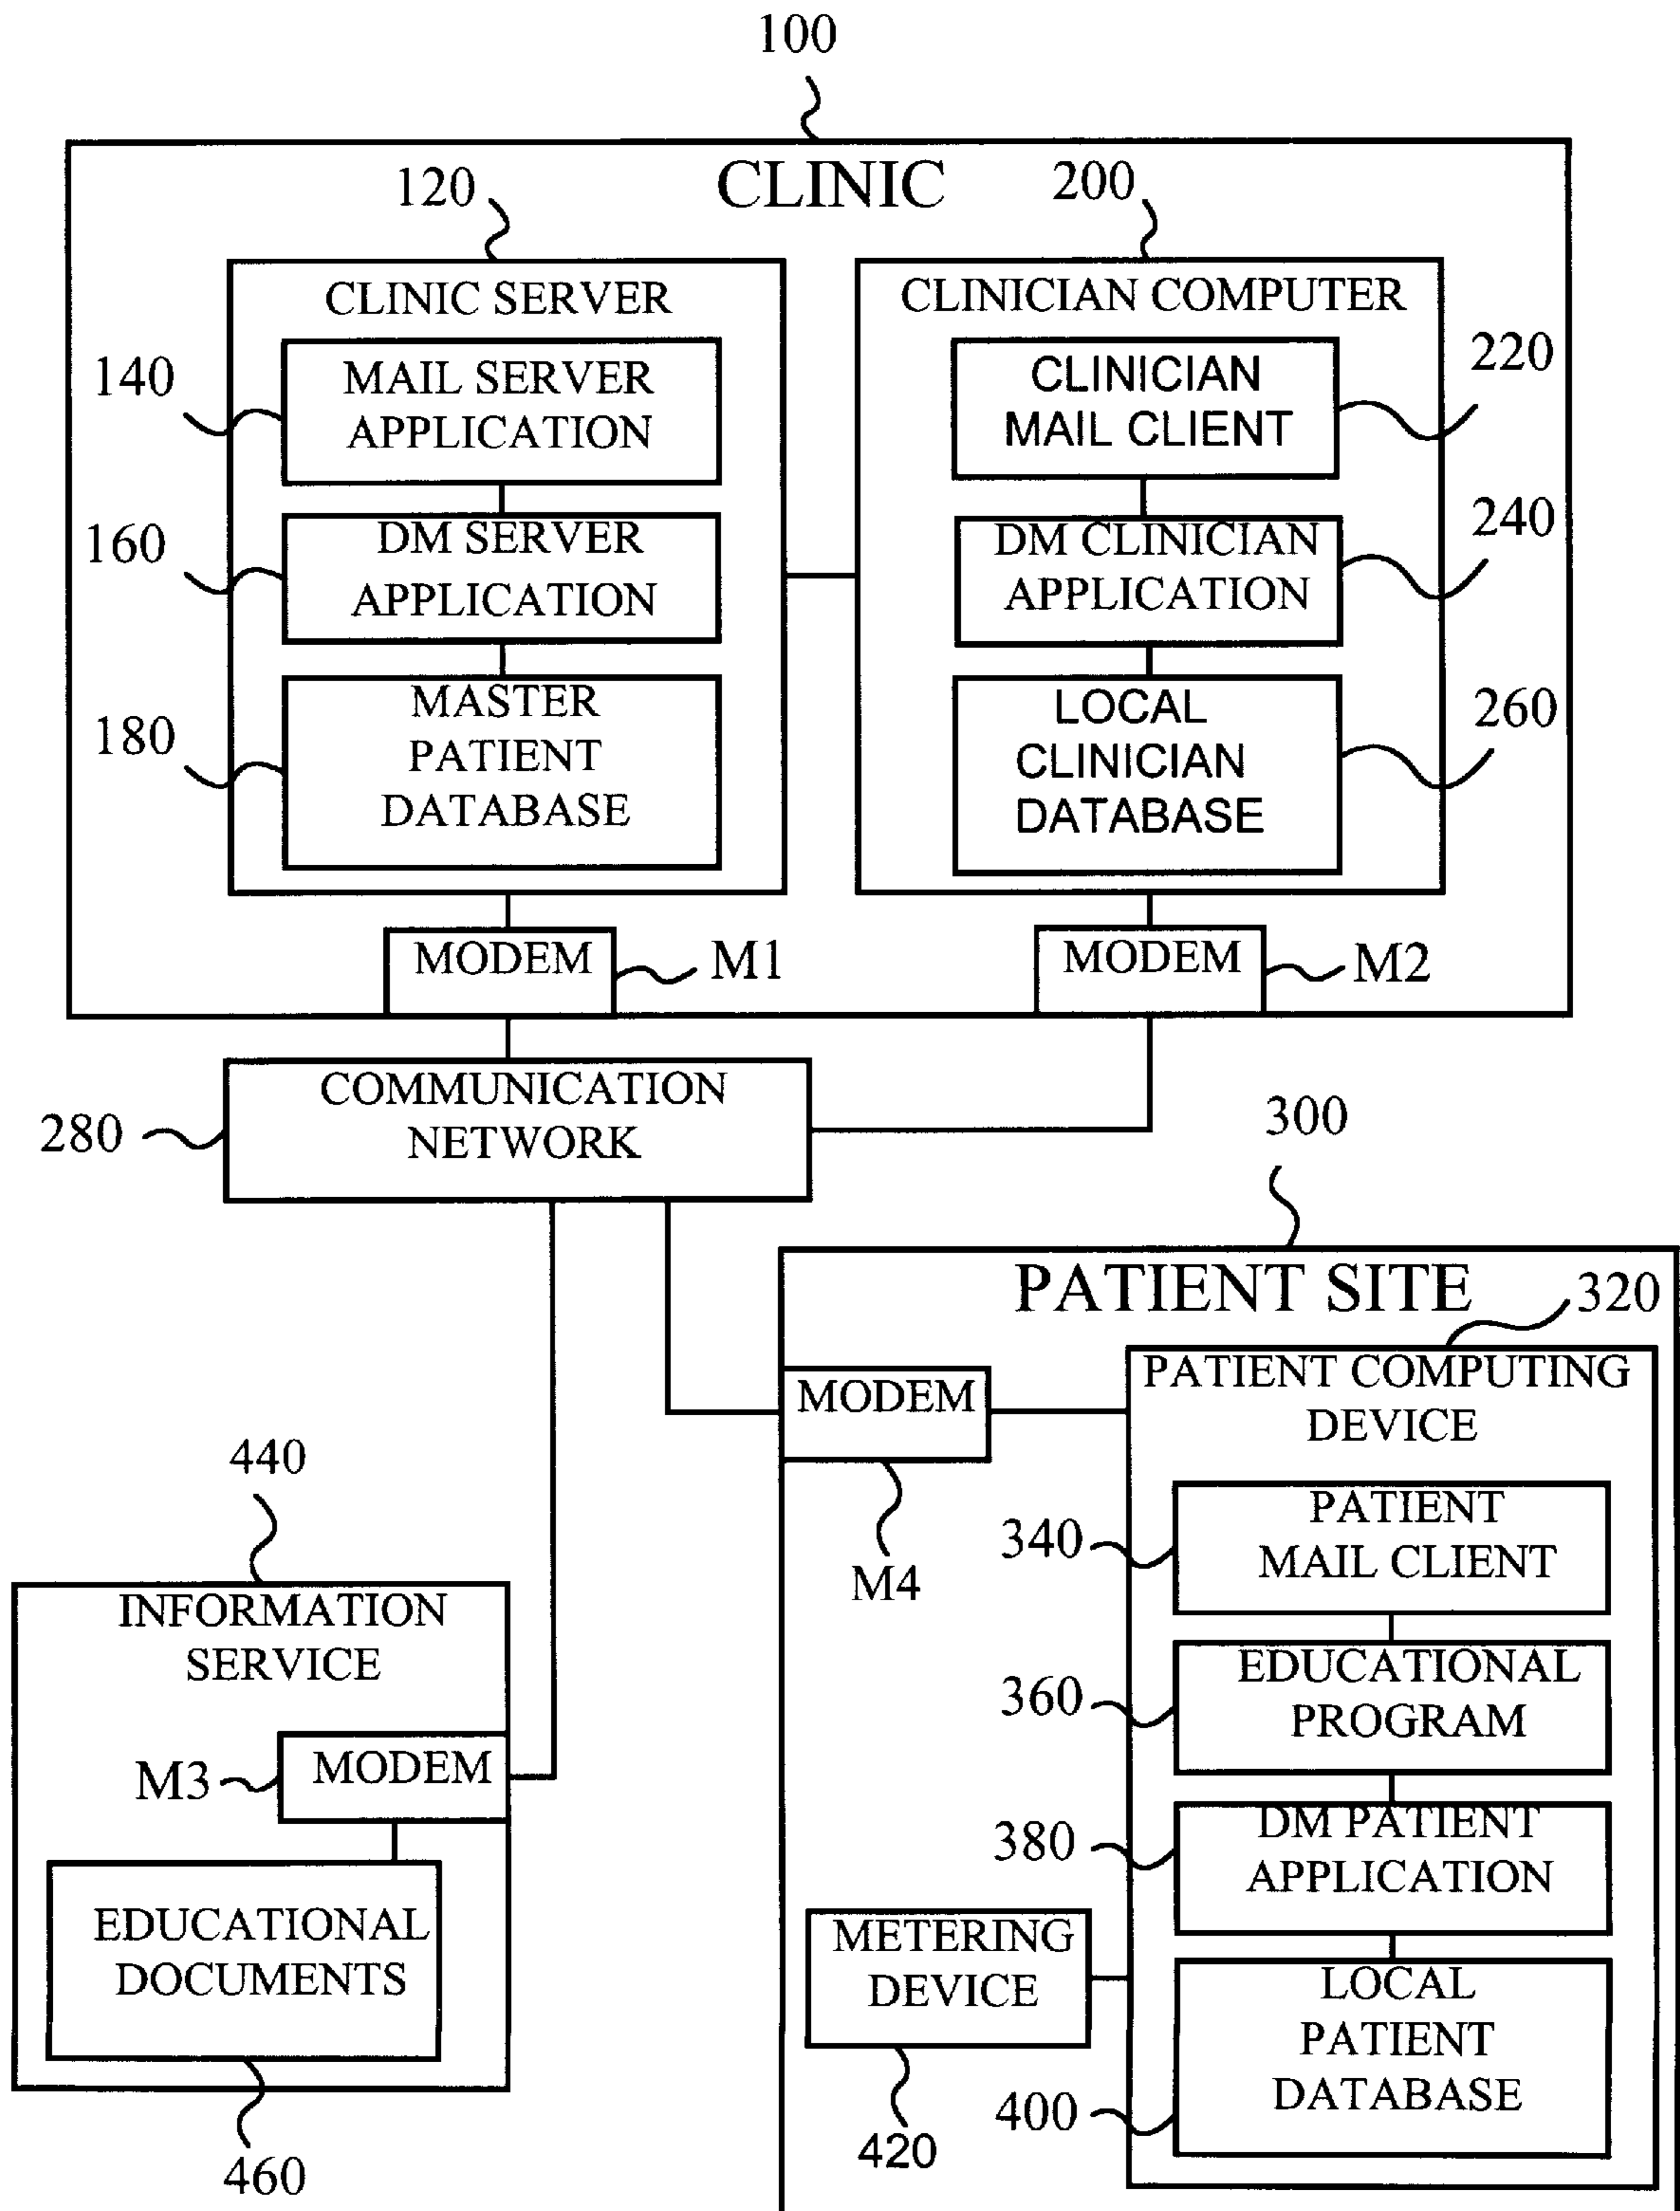 100
CLINIC
120
200
CLINIC SERVER
CLINICIAN COMPUTER
140
MAIL SERVER
APPLICATION
CLINICIAN
MAIL CLIENT
220
160
DM SERVER
APPLICATION
DM CLINICIAN
APPLICATION
240
180
MASTER
PATIENT
DATABASE
LOCAL
CLINICIAN
DATABASE
260
MODEM
M1
MODEM
M2
COMMUNICATION
NETWORK
280
300
PATIENT SITE
320
MODEM
M4
PATIENT COMPUTING
DEVICE
340
PATIENT
MAIL CLIENT
360
EDUCATIONAL
PROGRAM
380
DM PATIENT
APPLICATION
METERING
DEVICE
420
LOCAL
PATIENT
DATABASE
400
440
INFORMATION
SERVICE
M3
MODEM
EDUCATIONAL
DOCUMENTS
460